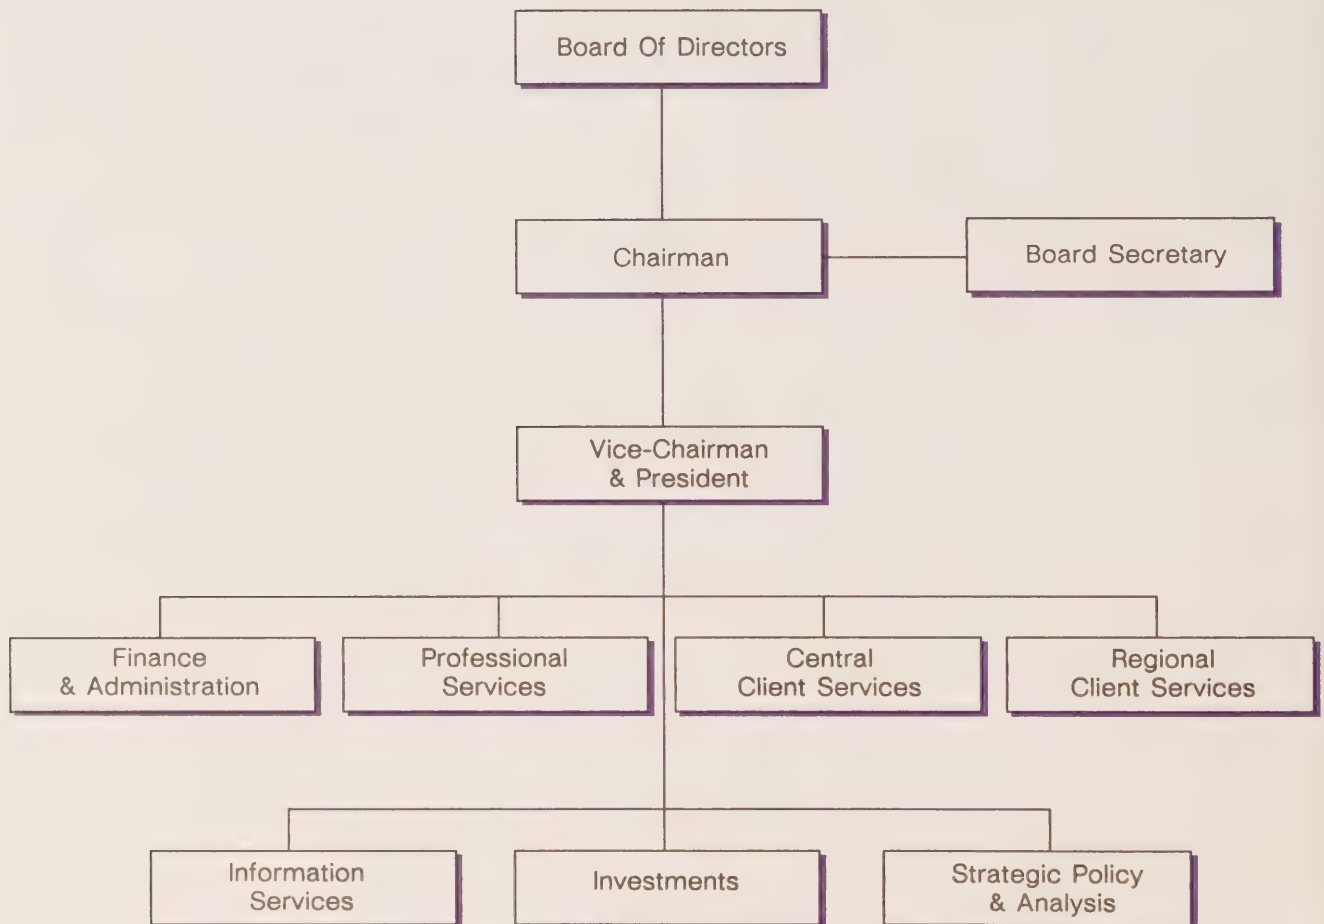 Board Of Directors
Chairman
Board Secretary
Vice-Chairman
& President
Finance
& Administration
Professional
Services
Central
Client Services
Regional
Client Services
Information
Services
Investments
Strategic Policy
& Analysis